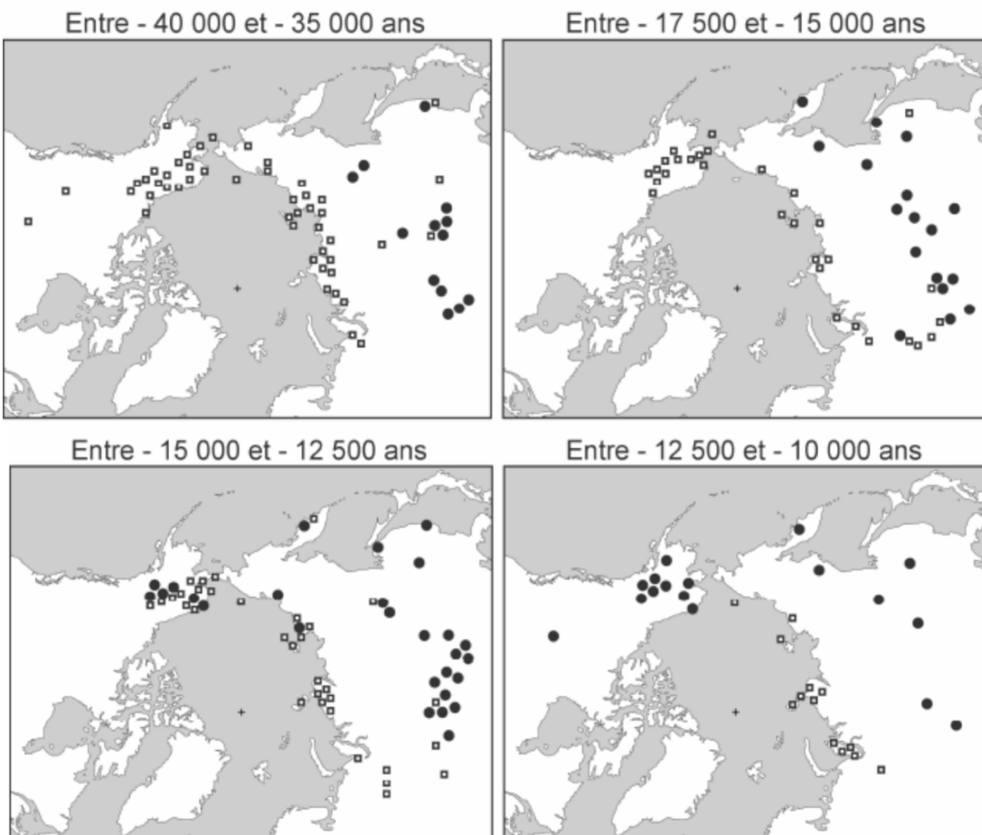 Entre - 40 000 et - 35 000 ans
Entre - 17 500 et - 15 000 ans
Entre - 15 000 et - 12 500 ans
Entre - 12 500 et - 10 000 ans